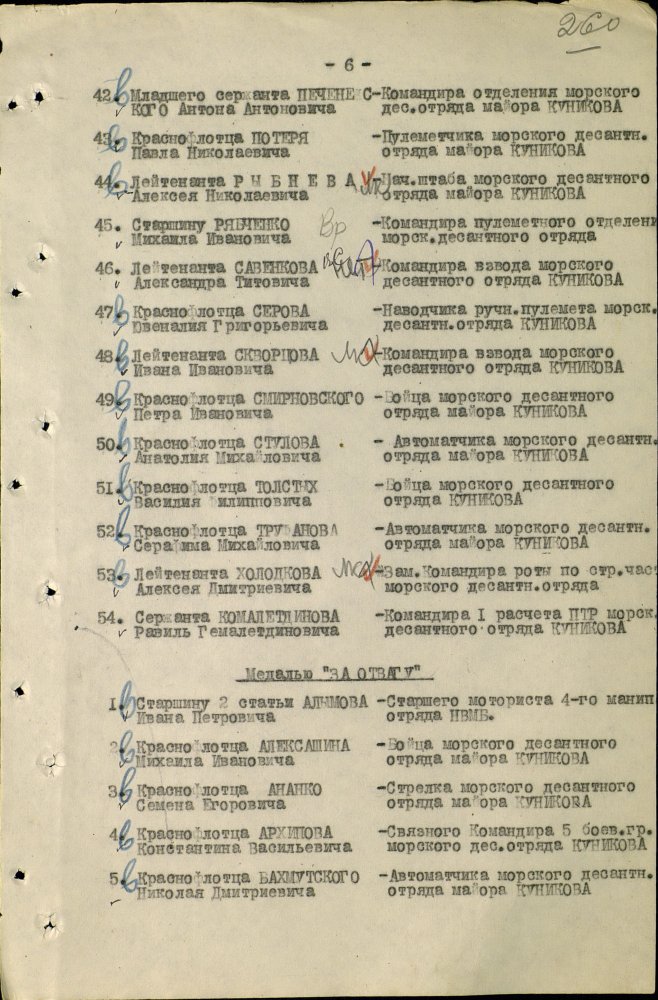 260
- 6 -
42. Младшего сержанта ПЕЧЕНЕГС- -Командира отделения морского
КОГО Антона Антоновича дес.отряда майора КУНИКОВА
43. Краснофлотца ПОТЕРЯ -Пулеметчика морского десантн.
Павла Николаевича отряда майора КУНИКОВА
44. Лейтенанта Р Ы Б Н Е В А -Нач.штаба морского десантного
Алексея Николаевича отряда майора КУНИКОВА
45. Старшину РЯБЧЕНКО Вр -Командира пулеметного отделени
Михаила Ивановича морск.десантного отряда
46. Лейтенанта САВЕНКОВА -Командира взвода морского
Александра Титовича десантного отряда КУНИКОВА
47. Краснофлотца СЕРОВА -Наводчика ручн.пулемета морск.
Ювеналия Григорьевича десантн.отряда КУНИКОВА
48. Лейтенанта СКВОРЦОВА -Командира взвода морского
Ивана Ивановича десантного отряда КУНИКОВА
49. Краснофлотца СМИРНОВСКОГО -Бойца морского десантного
Петра Ивановича отряда майора КУНИКОВА
50. Краснофлотца СТУЛОВА - Автоматчика морского десантн.
Анатолия Михайловича отряда майора КУНИКОВА
51. Краснофлотца ТОЛСТЫХ -Бойца морского десантного
Василия Филипповича отряда КУНИКОВА
52. Краснофлотца ТРУФАНОВА -Автоматчика морского десантн.
Серафима Михайловича отряда майора КУНИКОВА
53. Лейтенанта ХОЛОДКОВА -Зам.Командира роты по стр.част
Алексея Дмитриевича морского десантн.отряда
54. Сержанта КОМАЛЕТДИНОВА -Командира I расчета ПТР морск.
Равиль Гемалетдиновича десантного отряда КУНИКОВА
Медалью "ЗА ОТВАГУ"
I. Старшину 2 статьи АЛЫМОВА -Старшего моториста 4-го манип.
Ивана Петровича отряда НВМБ.
2. Краснофлотца АЛЕКСАШИНА -Бойца морского десантного
Михаила Ивановича отряда майора КУНИКОВА
3. Краснофлотца АНАНКО -Стрелка морского десантного
Семена Егоровича отряда майора КУНИКОВА
4. Краснофлотца АРХИПОВА -Связного Командира 5 боев.гр.
Константина Васильевича морского дес.отряда КУНИКОВА
5. Краснофлотца БАХМУТСКОГО -Автоматчика морского десантн.
Николая Дмитриевича отряда майора КУНИКОВА